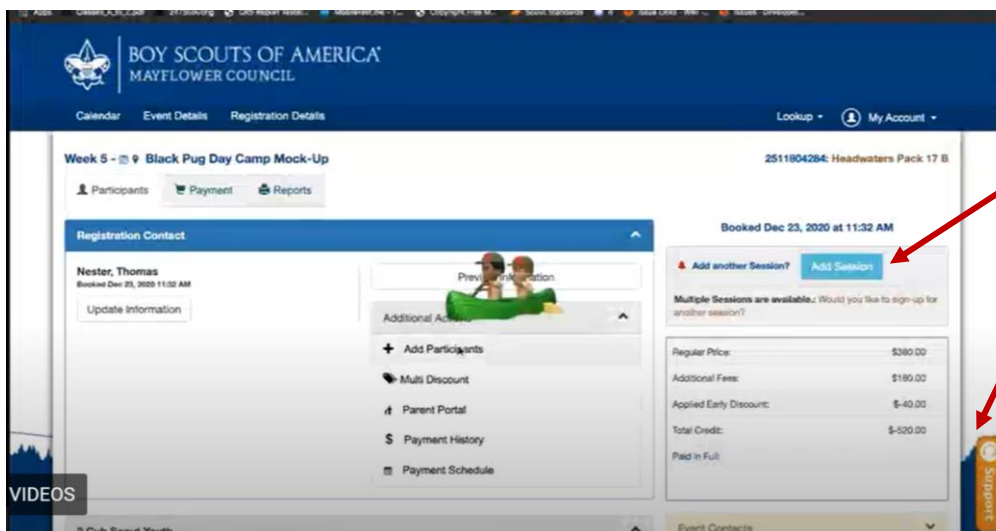 Apps
BOY SCOUTS OF AMERICA
MAYFLOWER COUNCIL
Calendar Event Details Registration Details Lookup My Account
Week 5 - Black Pug Day Camp Mock-Up
2511804284: Headwaters Pack 17 B
Participants Payment Reports
Registration Contact
Nester, Thomas
Booked Dec 23, 2020 11:32 AM
Update Information
Additional
+ Add Participants
Multi Discount
Parent Portal
$ Payment History
Payment Schedule
Booked Dec 23, 2020 at 11:32 AM
Add another Session? Add Session
Multiple Sessions are available.: Would you like to sign-up for
another session?
Regular Price: $380.00
Additional Fees: $180.00
Applied Early Discount: $-40.00
Total Credit: $-520.00
Paid in Full:
Support
VIDEOS
2 Cub Scout Youth
Event Contacts